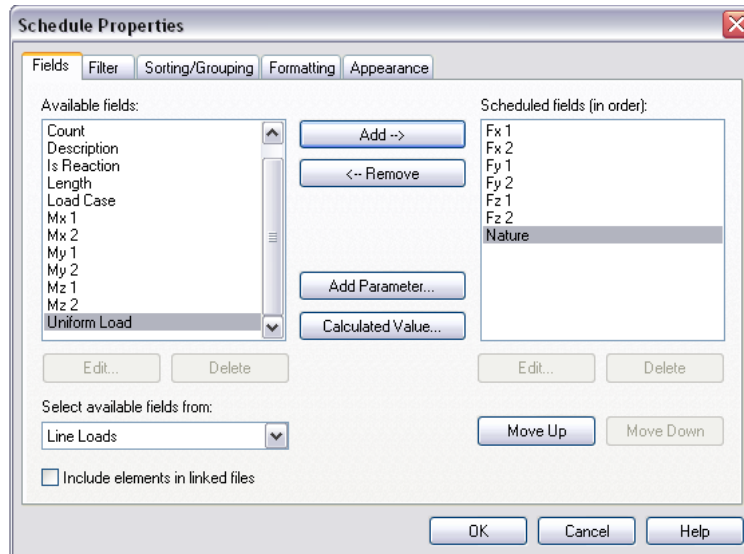 Schedule Properties
Fields Filter Sorting/Grouping Formatting Appearance
Available fields:
Count
Description
Is Reaction
Length
Load Case
Mx 1
Mx 2
My 1
My 2
Mz 1
Mz 2
Uniform Load
Add -->
<-- Remove
Add Parameter...
Calculated Value...
Scheduled fields (in order):
Fx 1
Fx 2
Fy 1
Fy 2
Fz 1
Fz 2
Nature
Edit... Delete
Edit... Delete
Select available fields from:
Line Loads
Move Up Move Down
Include elements in linked files
OK Cancel Help